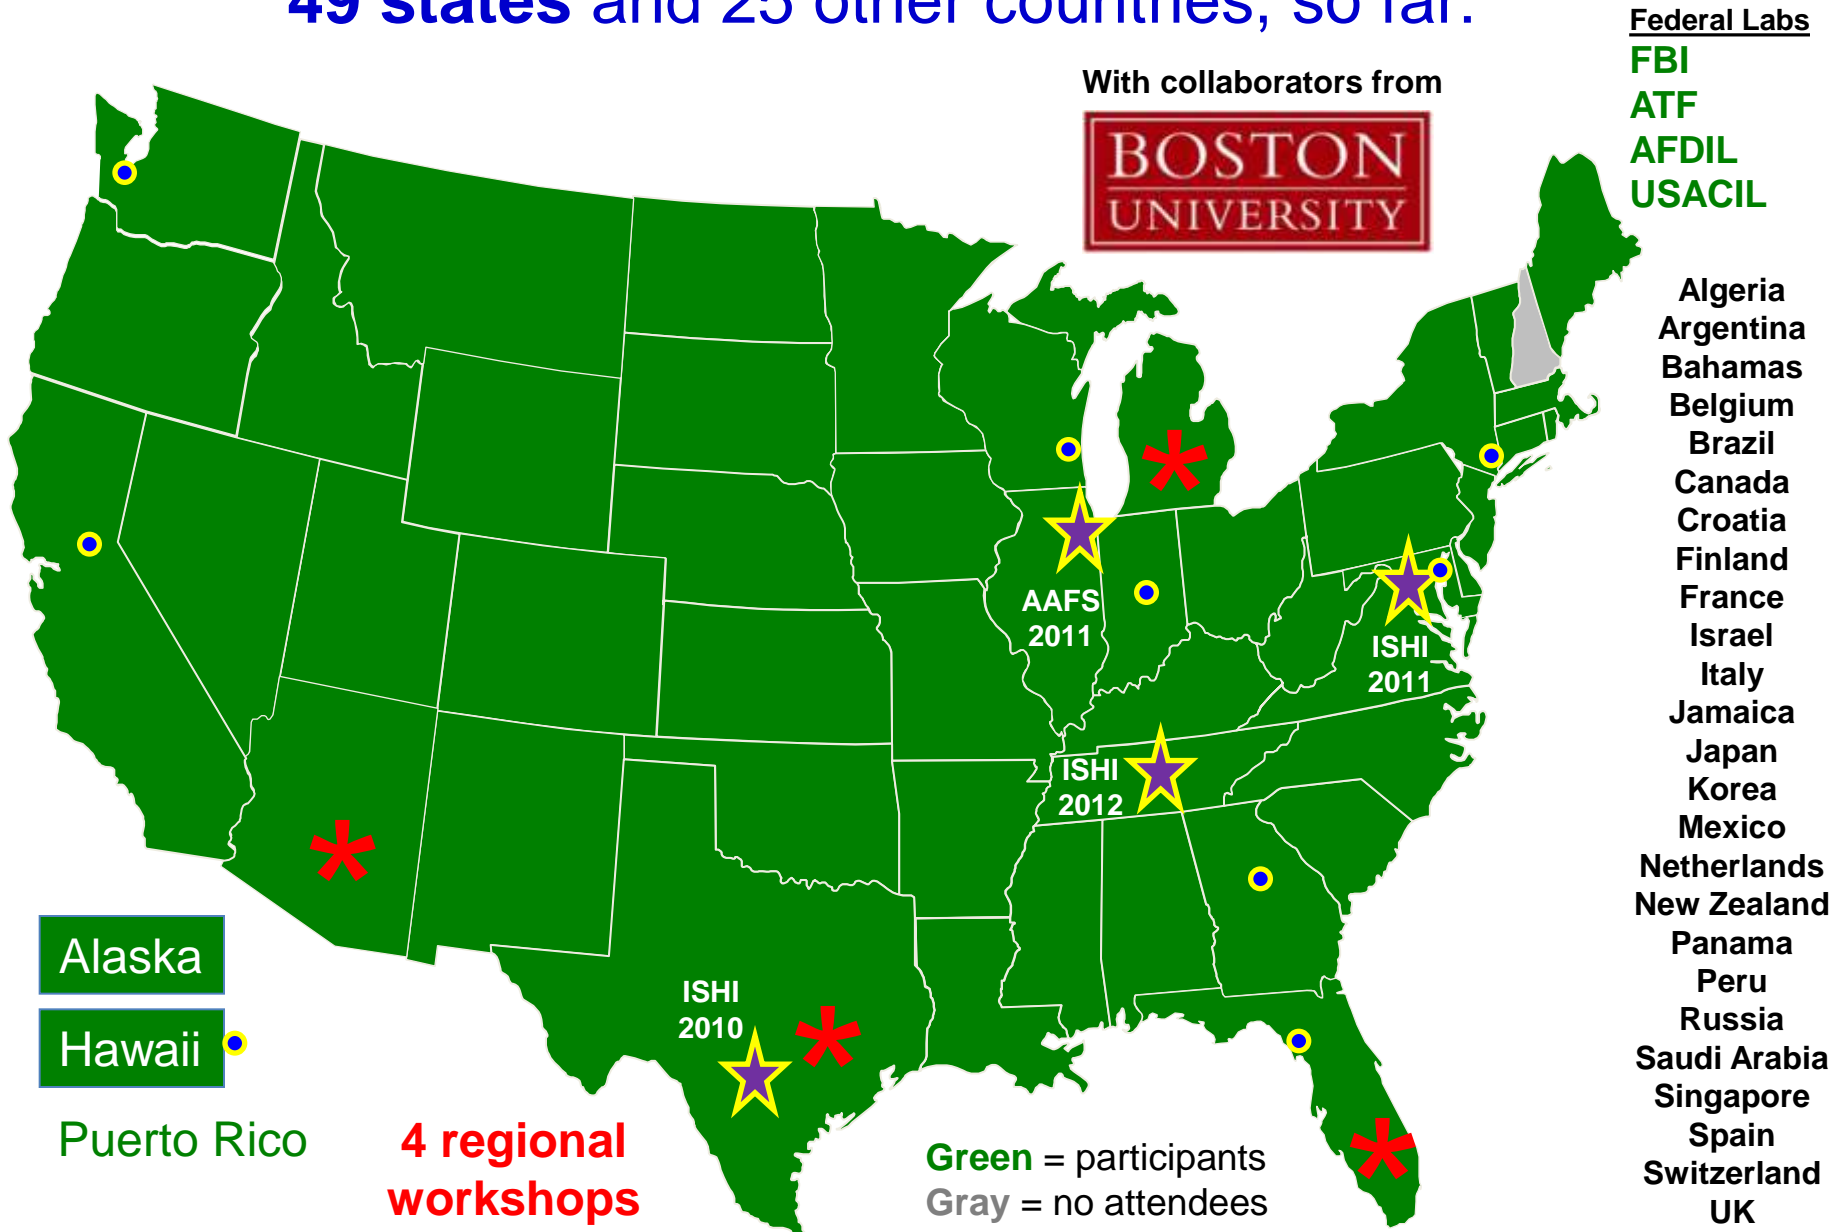 49 states and 25 other countries, so far.
Federal Labs
FBI
ATF
AFDIL
USACIL
With collaborators from
BOSTON
UNIVERSITY
Algeria
Argentina
Bahamas
Belgium
Brazil
Canada
Croatia
Finland
France
Israel
Italy
Jamaica
Japan
Korea
Mexico
Netherlands
New Zealand
Panama
Peru
Russia
Saudi Arabia
Singapore
Spain
Switzerland
UK
AAFS
2011
ISHI
2011
ISHI
2012
ISHI
2010
Alaska
Hawaii
Puerto Rico
4 regional
workshops
Green = participants
Gray = no attendees